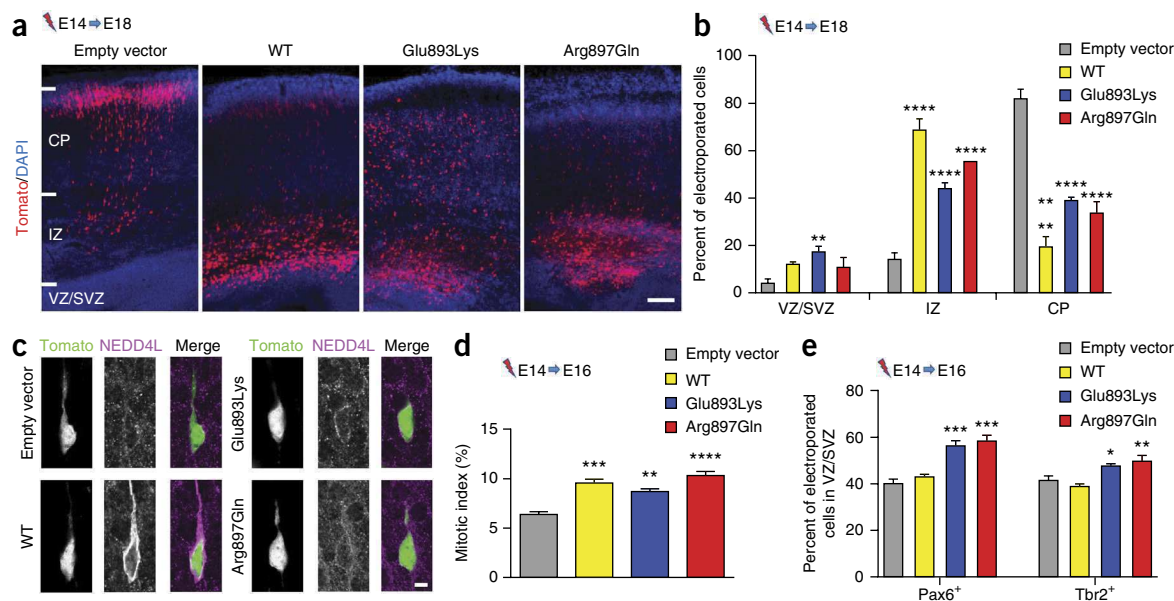 a
E14 E18
Empty vector WT Glu893Lys Arg897Gln
Tomato/DAPI
CP
IZ
VZ/SVZ
b
E14 E18
Empty vector
WT
Glu893Lys
Arg897Gln
Percent of electroporated cells
100
80
60
40
20
0
**
****
****
****
**
**
****
****
VZ/SVZ IZ CP
c
Tomato NEDD4L Merge Tomato NEDD4L Merge
Empty vector
Glu893Lys
WT
Arg897Gln
d
E14 E16
Empty vector
WT
Glu893Lys
Arg897Gln
Mitotic index (%)
15
10
5
0
***
**
****
e
E14 E16
Empty vector
WT
Glu893Lys
Arg897Gln
Percent of electroporated
cells in VZ/SVZ
80
60
40
20
0
***
***
*
**
Pax6+ Tbr2+